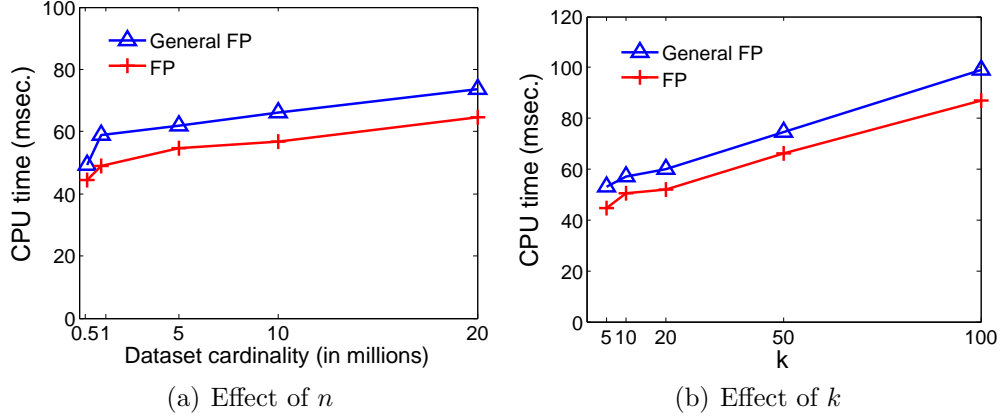 100
80
60
40
20
0
CPU time (msec.)
General FP
FP
0.5 1 5 10 20
Dataset cardinality (in millions)
(a) Effect of n
120
100
80
60
40
20
0
CPU time (msec.)
General FP
FP
5 10 20 50 100
k
(b) Effect of k